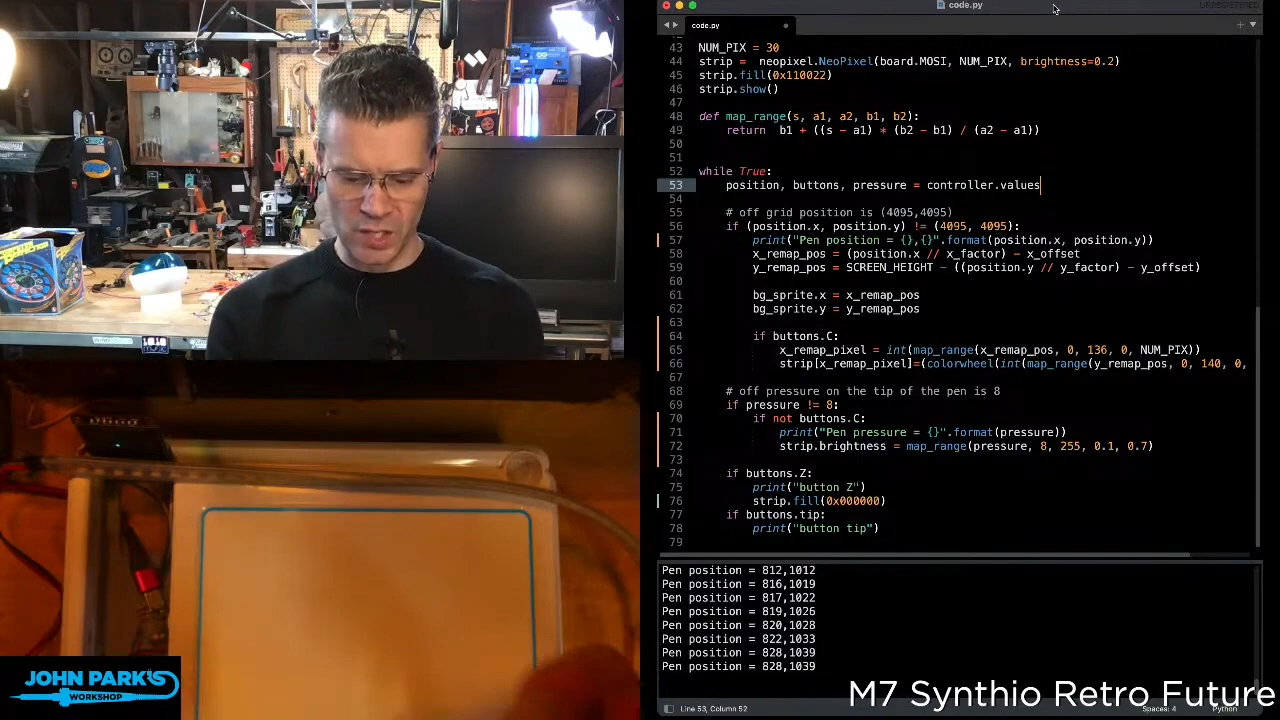 code.py
UNREGISTERED
code.py
42
43 NUM_PIX = 30
44 strip =  neopixel.NeoPixel(board.MOSI, NUM_PIX, brightness=0.2)
45 strip.fill(0x110022)
46 strip.show()
47
48 def map_range(s, a1, a2, b1, b2):
49     return  b1 + ((s - a1) * (b2 - b1) / (a2 - a1))
50
51
52 while True:
53     position, buttons, pressure = controller.values
54
55     # off grid position is (4095,4095)
56     if (position.x, position.y) != (4095, 4095):
57         print("Pen position = {},{}".format(position.x, position.y))
58         x_remap_pos = (position.x // x_factor) - x_offset
59         y_remap_pos = SCREEN_HEIGHT - ((position.y // y_factor) - y_offset)
60
61         bg_sprite.x = x_remap_pos
62         bg_sprite.y = y_remap_pos
63
64         if buttons.C:
65             x_remap_pixel = int(map_range(x_remap_pos, 0, 136, 0, NUM_PIX))
66             strip[x_remap_pixel]=(colorwheel(int(map_range(y_remap_pos, 0, 140, 0,
67
68     # off pressure on the tip of the pen is 8
69     if pressure != 8:
70         if not buttons.C:
71             print("Pen pressure = {}".format(pressure))
72             strip.brightness = map_range(pressure, 8, 255, 0.1, 0.7)
73
74     if buttons.Z:
75         print("button Z")
76         strip.fill(0x000000)
77     if buttons.tip:
78         print("button tip")
79
Pen position = 812,1012
Pen position = 816,1019
Pen position = 817,1022
Pen position = 819,1026
Pen position = 820,1028
Pen position = 822,1033
Pen position = 828,1039
Pen position = 828,1039
Line 53, Column 52
Spaces: 4
Python
JOHN PARK'S
WORKSHOP
M7 Synthio Retro Future